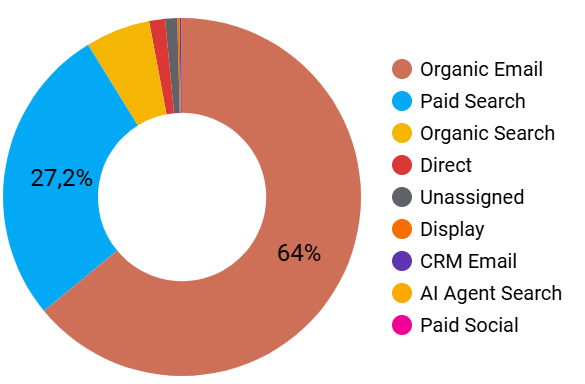 27,2%
64%
Organic Email
Paid Search
Organic Search
Direct
Unassigned
Display
CRM Email
AI Agent Search
Paid Social